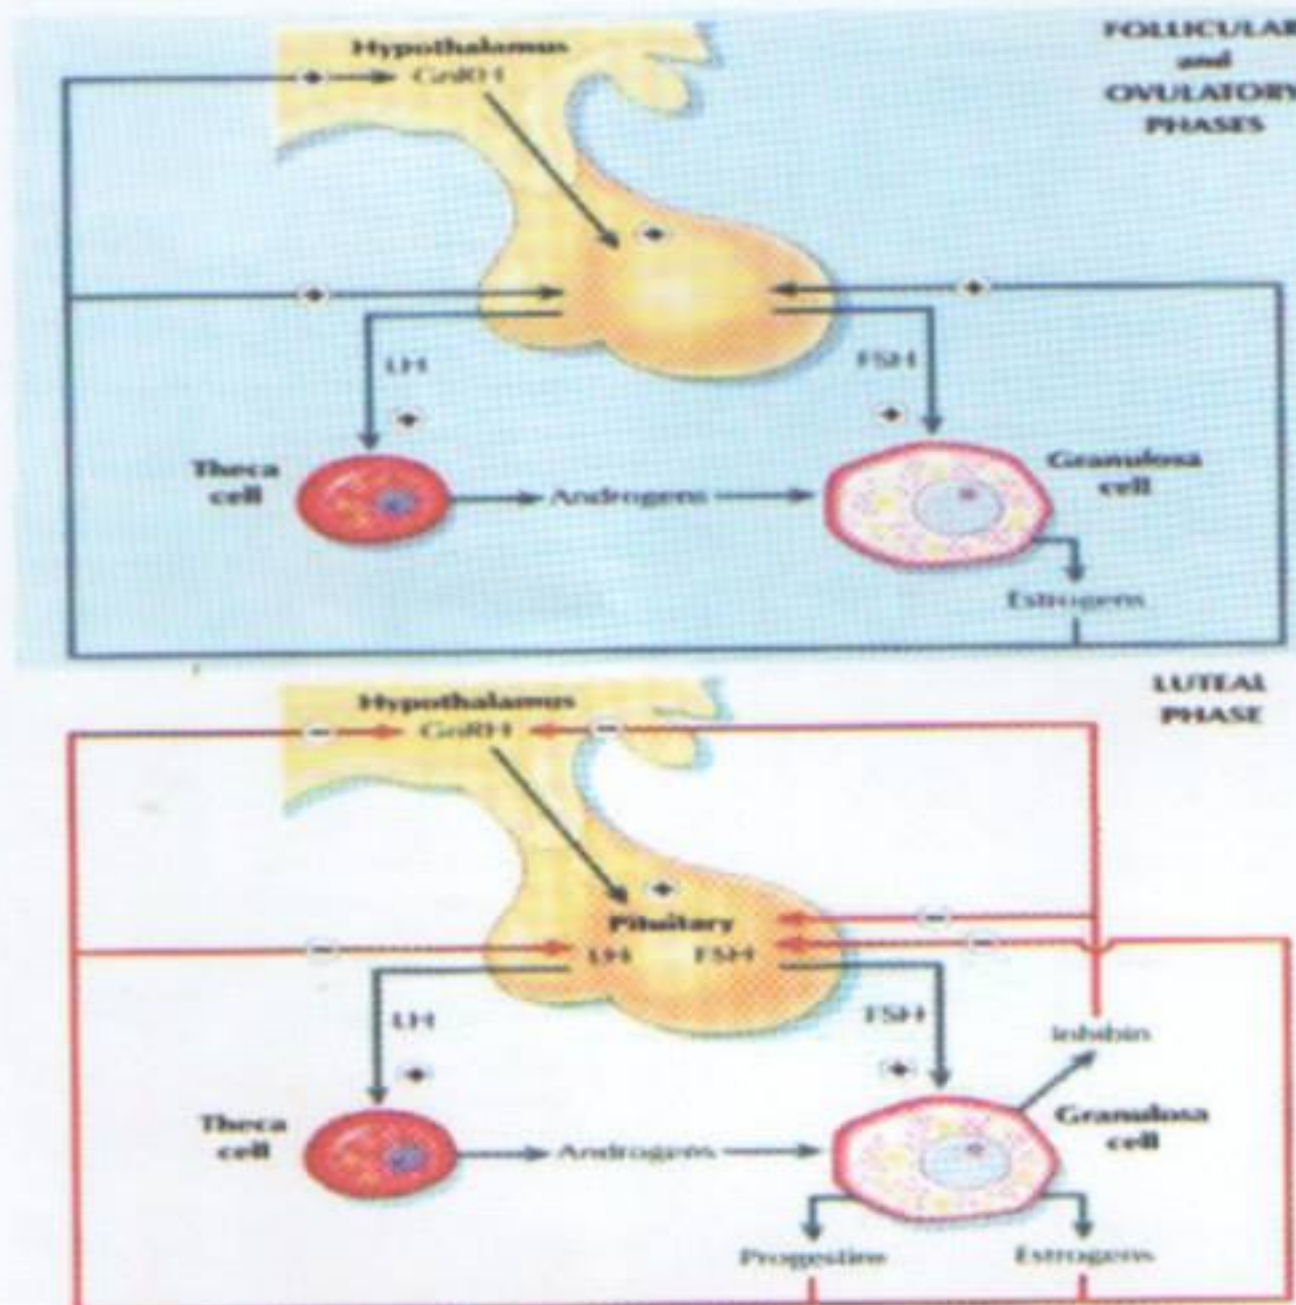 Hypothalamus
GnRH
FOLLICULAR
and
OVULATORY
PHASES
LH
FSH
Theca
cell
Androgens
Granulosa
cell
Estrogens
LUTEAL
PHASE
Hypothalamus
GnRH
Pituitary
LH FSH
LH
FSH
Inhibin
Theca
cell
Androgens
Granulosa
cell
Progestins
Estrogens